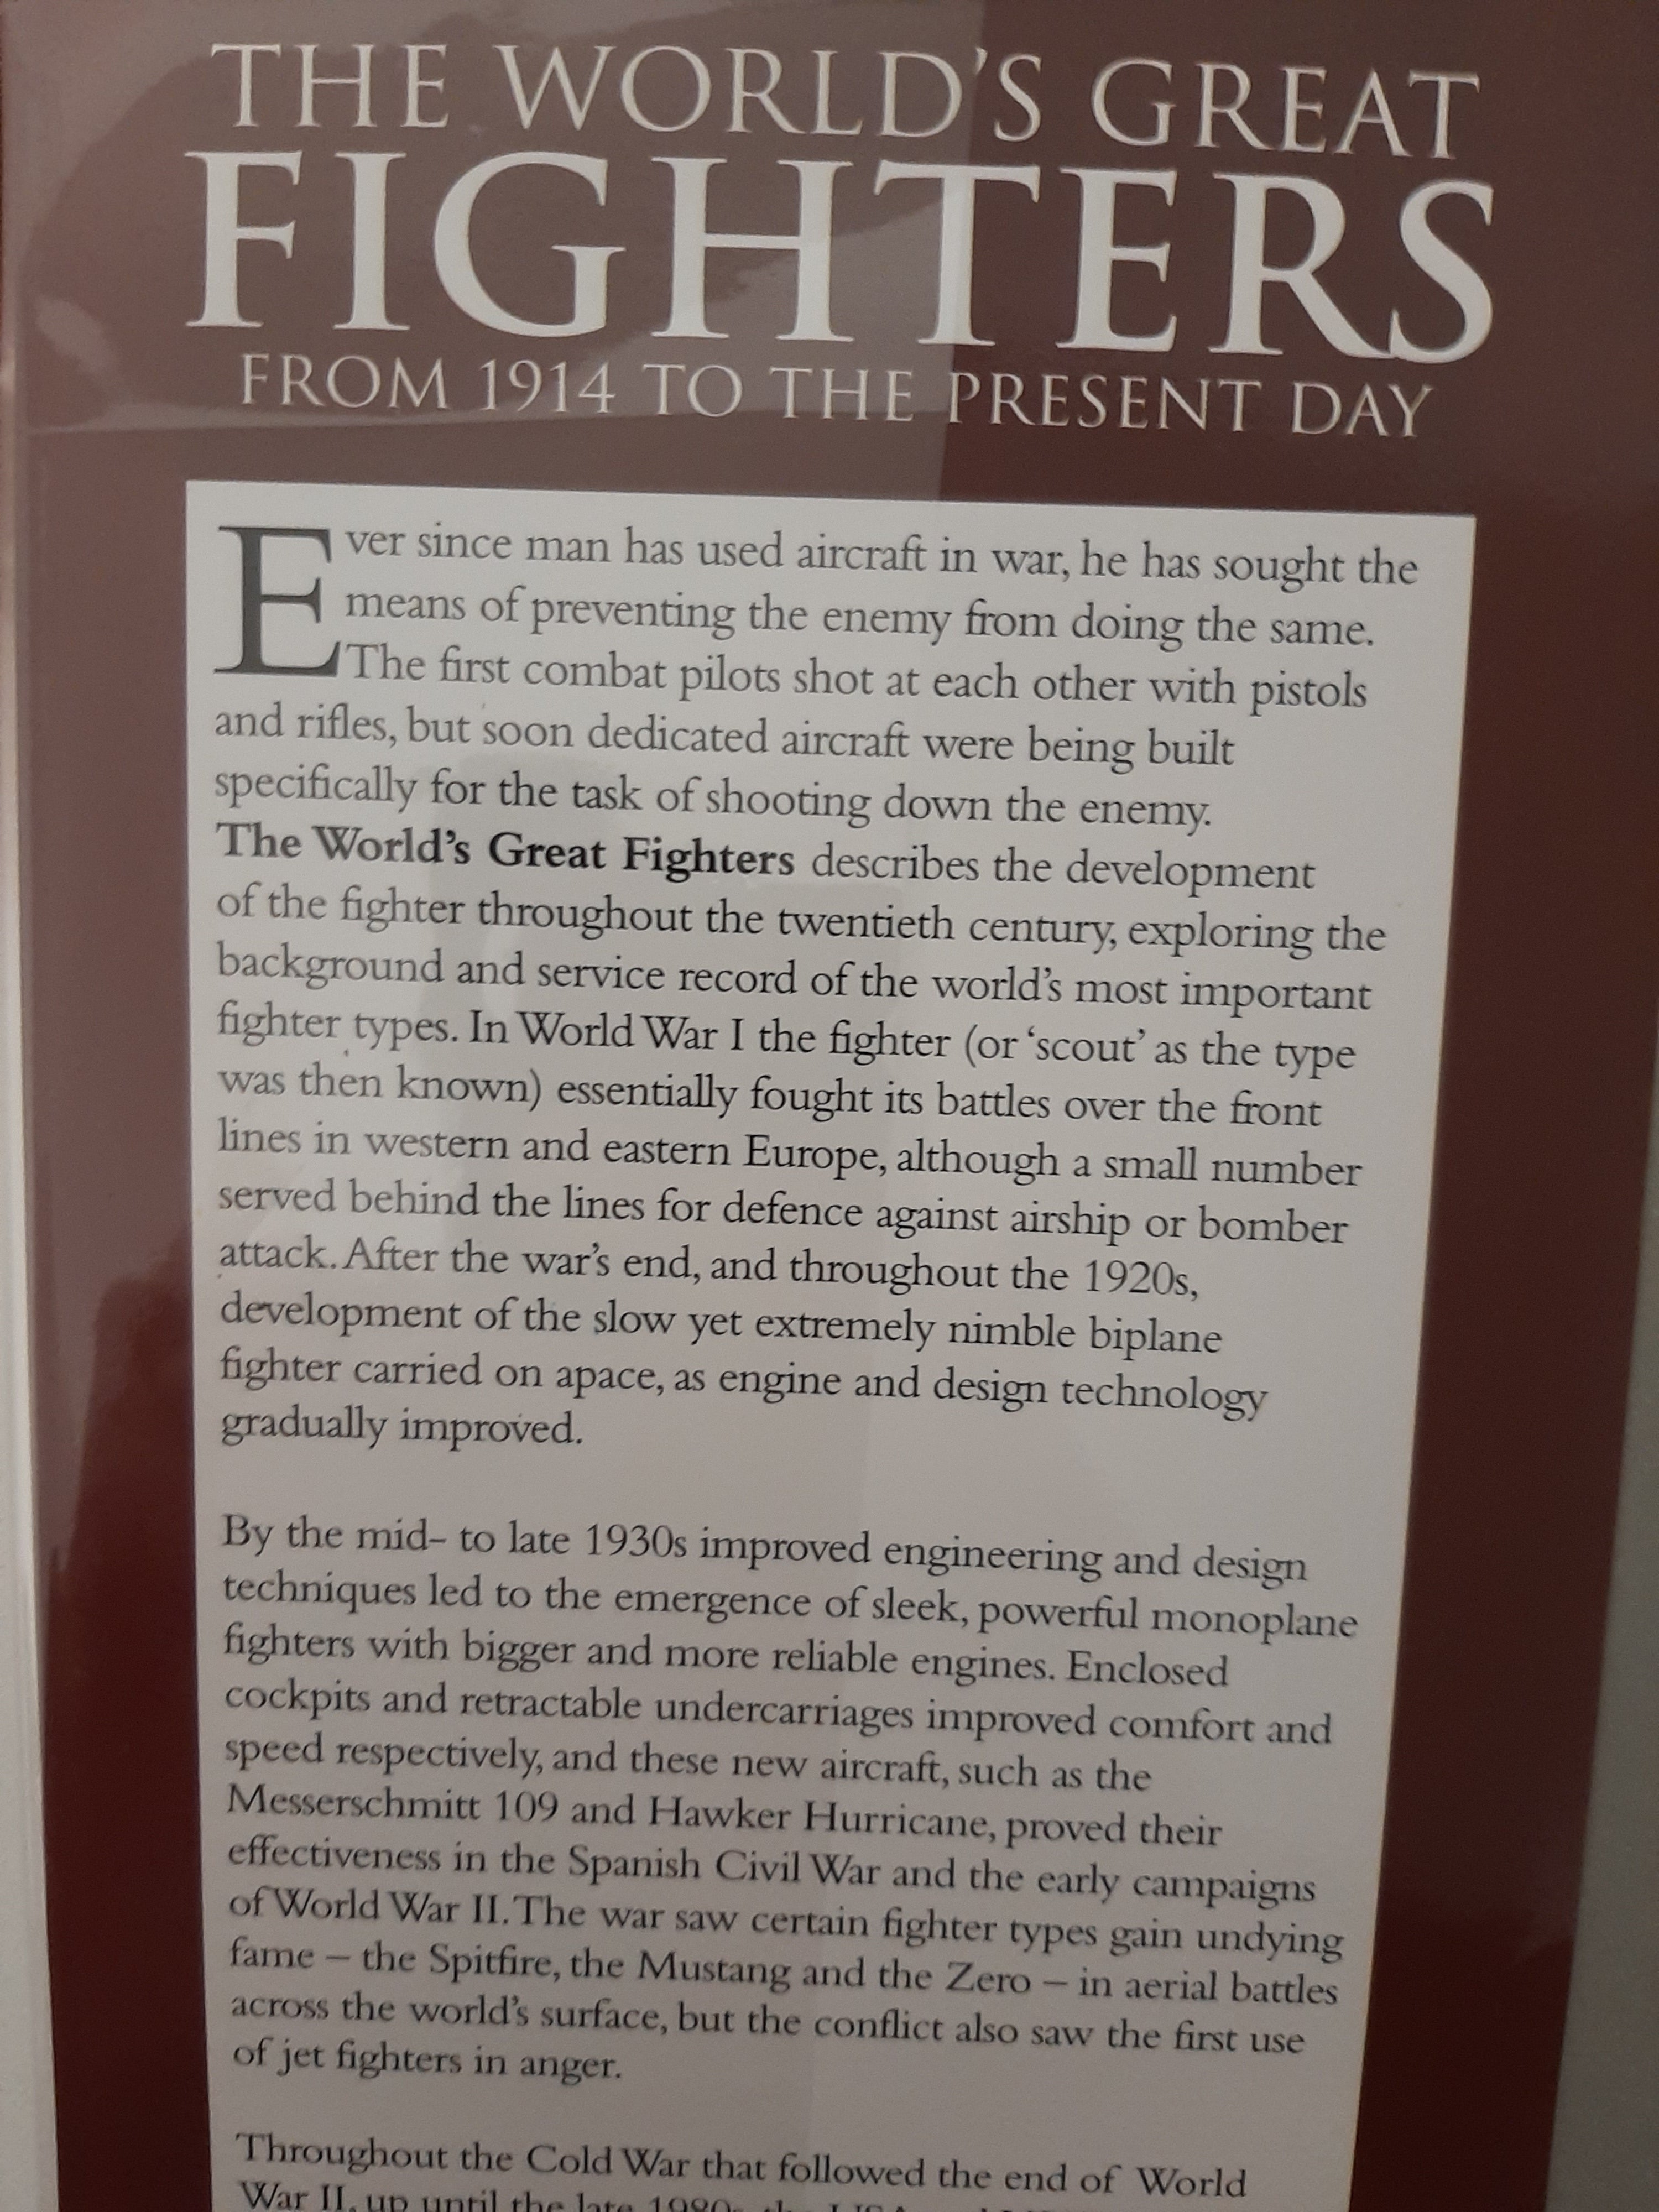 THE WORLD'S GREAT
FIGHTERS
FROM 1914 TO THE PRESENT DAY
Ever since man has used aircraft in war, he has sought the
means of preventing the enemy from doing the same.
The first combat pilots shot at each other with pistols
and rifles, but soon dedicated aircraft were being built
specifically for the task of shooting down the enemy.
The World's Great Fighters describes the development
of the fighter throughout the twentieth century, exploring the
background and service record of the world's most important
fighter types. In World War I the fighter (or 'scout' as the type
was then known) essentially fought its battles over the front
lines in western and eastern Europe, although a small number
served behind the lines for defence against airship or bomber
attack. After the war's end, and throughout the 1920s,
development of the slow yet extremely nimble biplane
fighter carried on apace, as engine and design technology
gradually improved.
By the mid- to late 1930s improved engineering and design
techniques led to the emergence of sleek, powerful monoplane
fighters with bigger and more reliable engines. Enclosed
cockpits and retractable undercarriages improved comfort and
speed respectively, and these new aircraft, such as the
Messerschmitt 109 and Hawker Hurricane, proved their
effectiveness in the Spanish Civil War and the early campaigns
of World War II. The war saw certain fighter types gain undying
fame – the Spitfire, the Mustang and the Zero – in aerial battles
across the world's surface, but the conflict also saw the first use
of jet fighters in anger.
Throughout the Cold War that followed the end of World
War II, up until the late 1980s, the